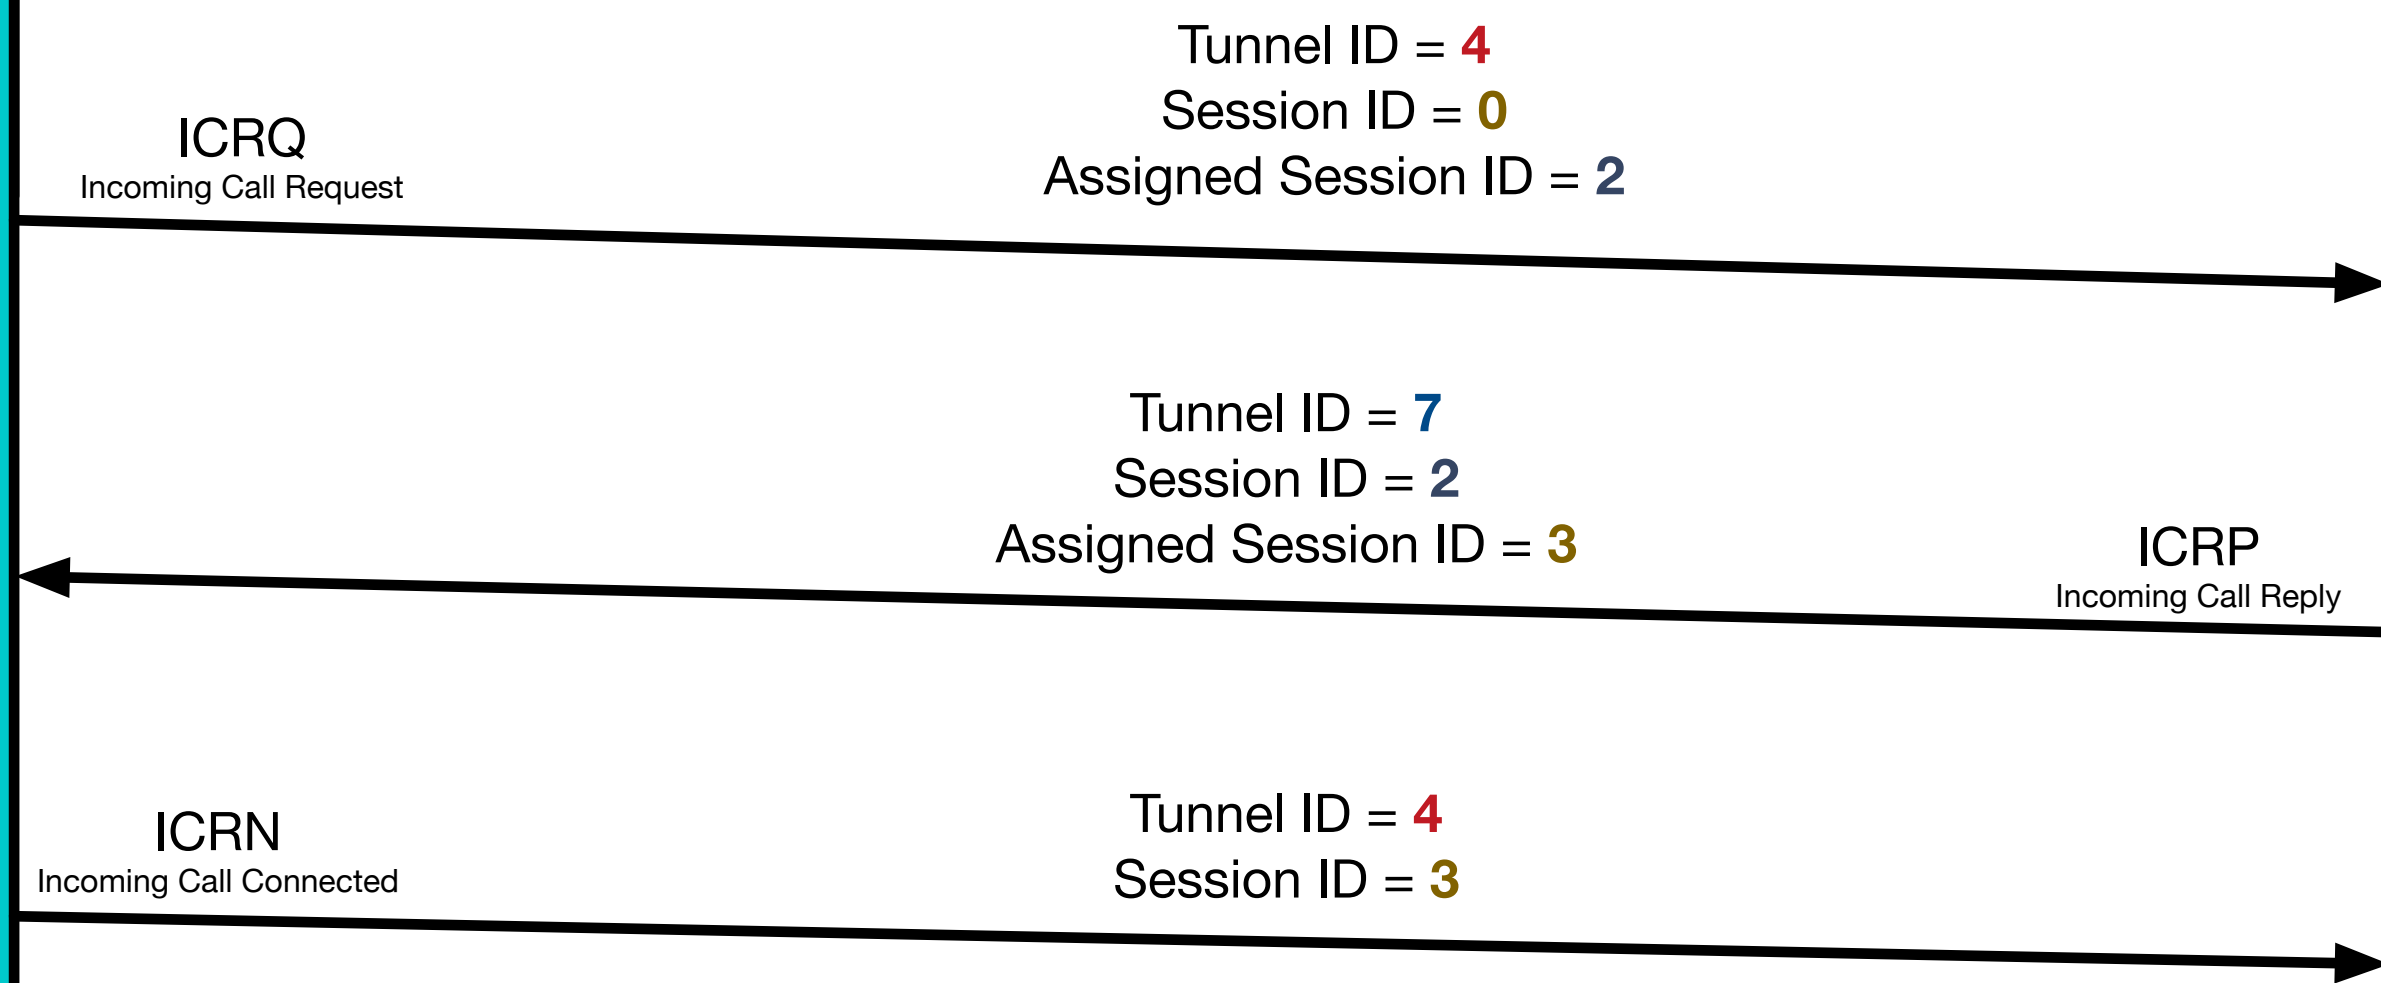 Tunnel ID = 4
Session ID = 0
Assigned Session ID = 2
ICRQ
Incoming Call Request
Tunnel ID = 7
Session ID = 2
Assigned Session ID = 3
ICRP
Incoming Call Reply
Tunnel ID = 4
Session ID = 3
ICRN
Incoming Call Connected